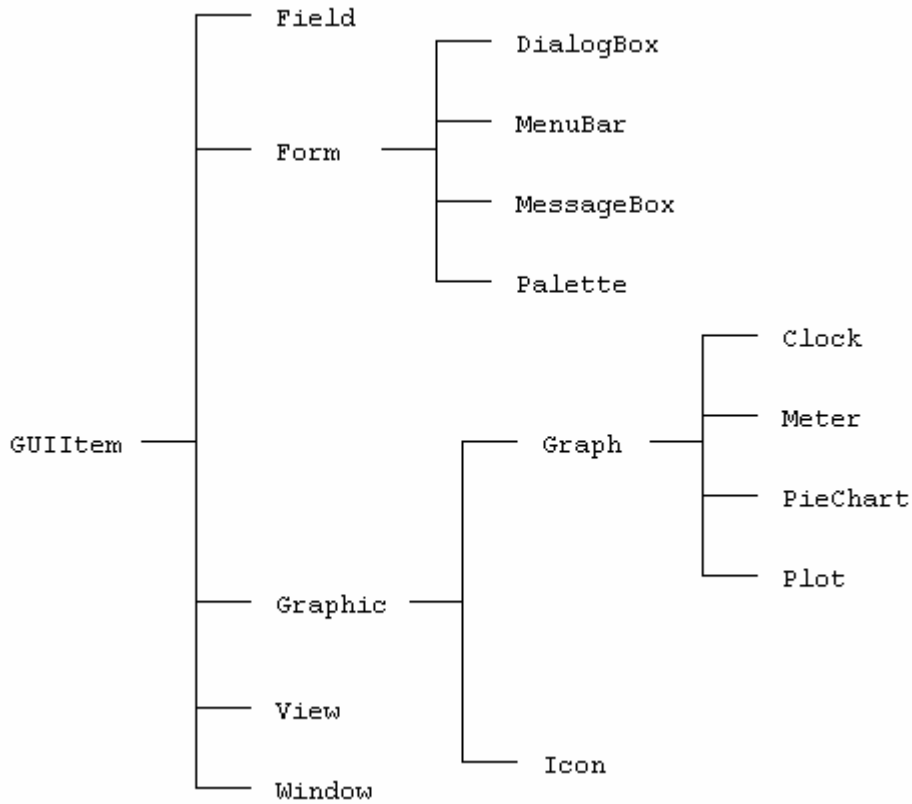 Field
DialogBox
MenuBar
Form
MessageBox
Palette
Clock
Meter
GUIItem
Graph
PieChart
Plot
Graphic
View
Icon
Window